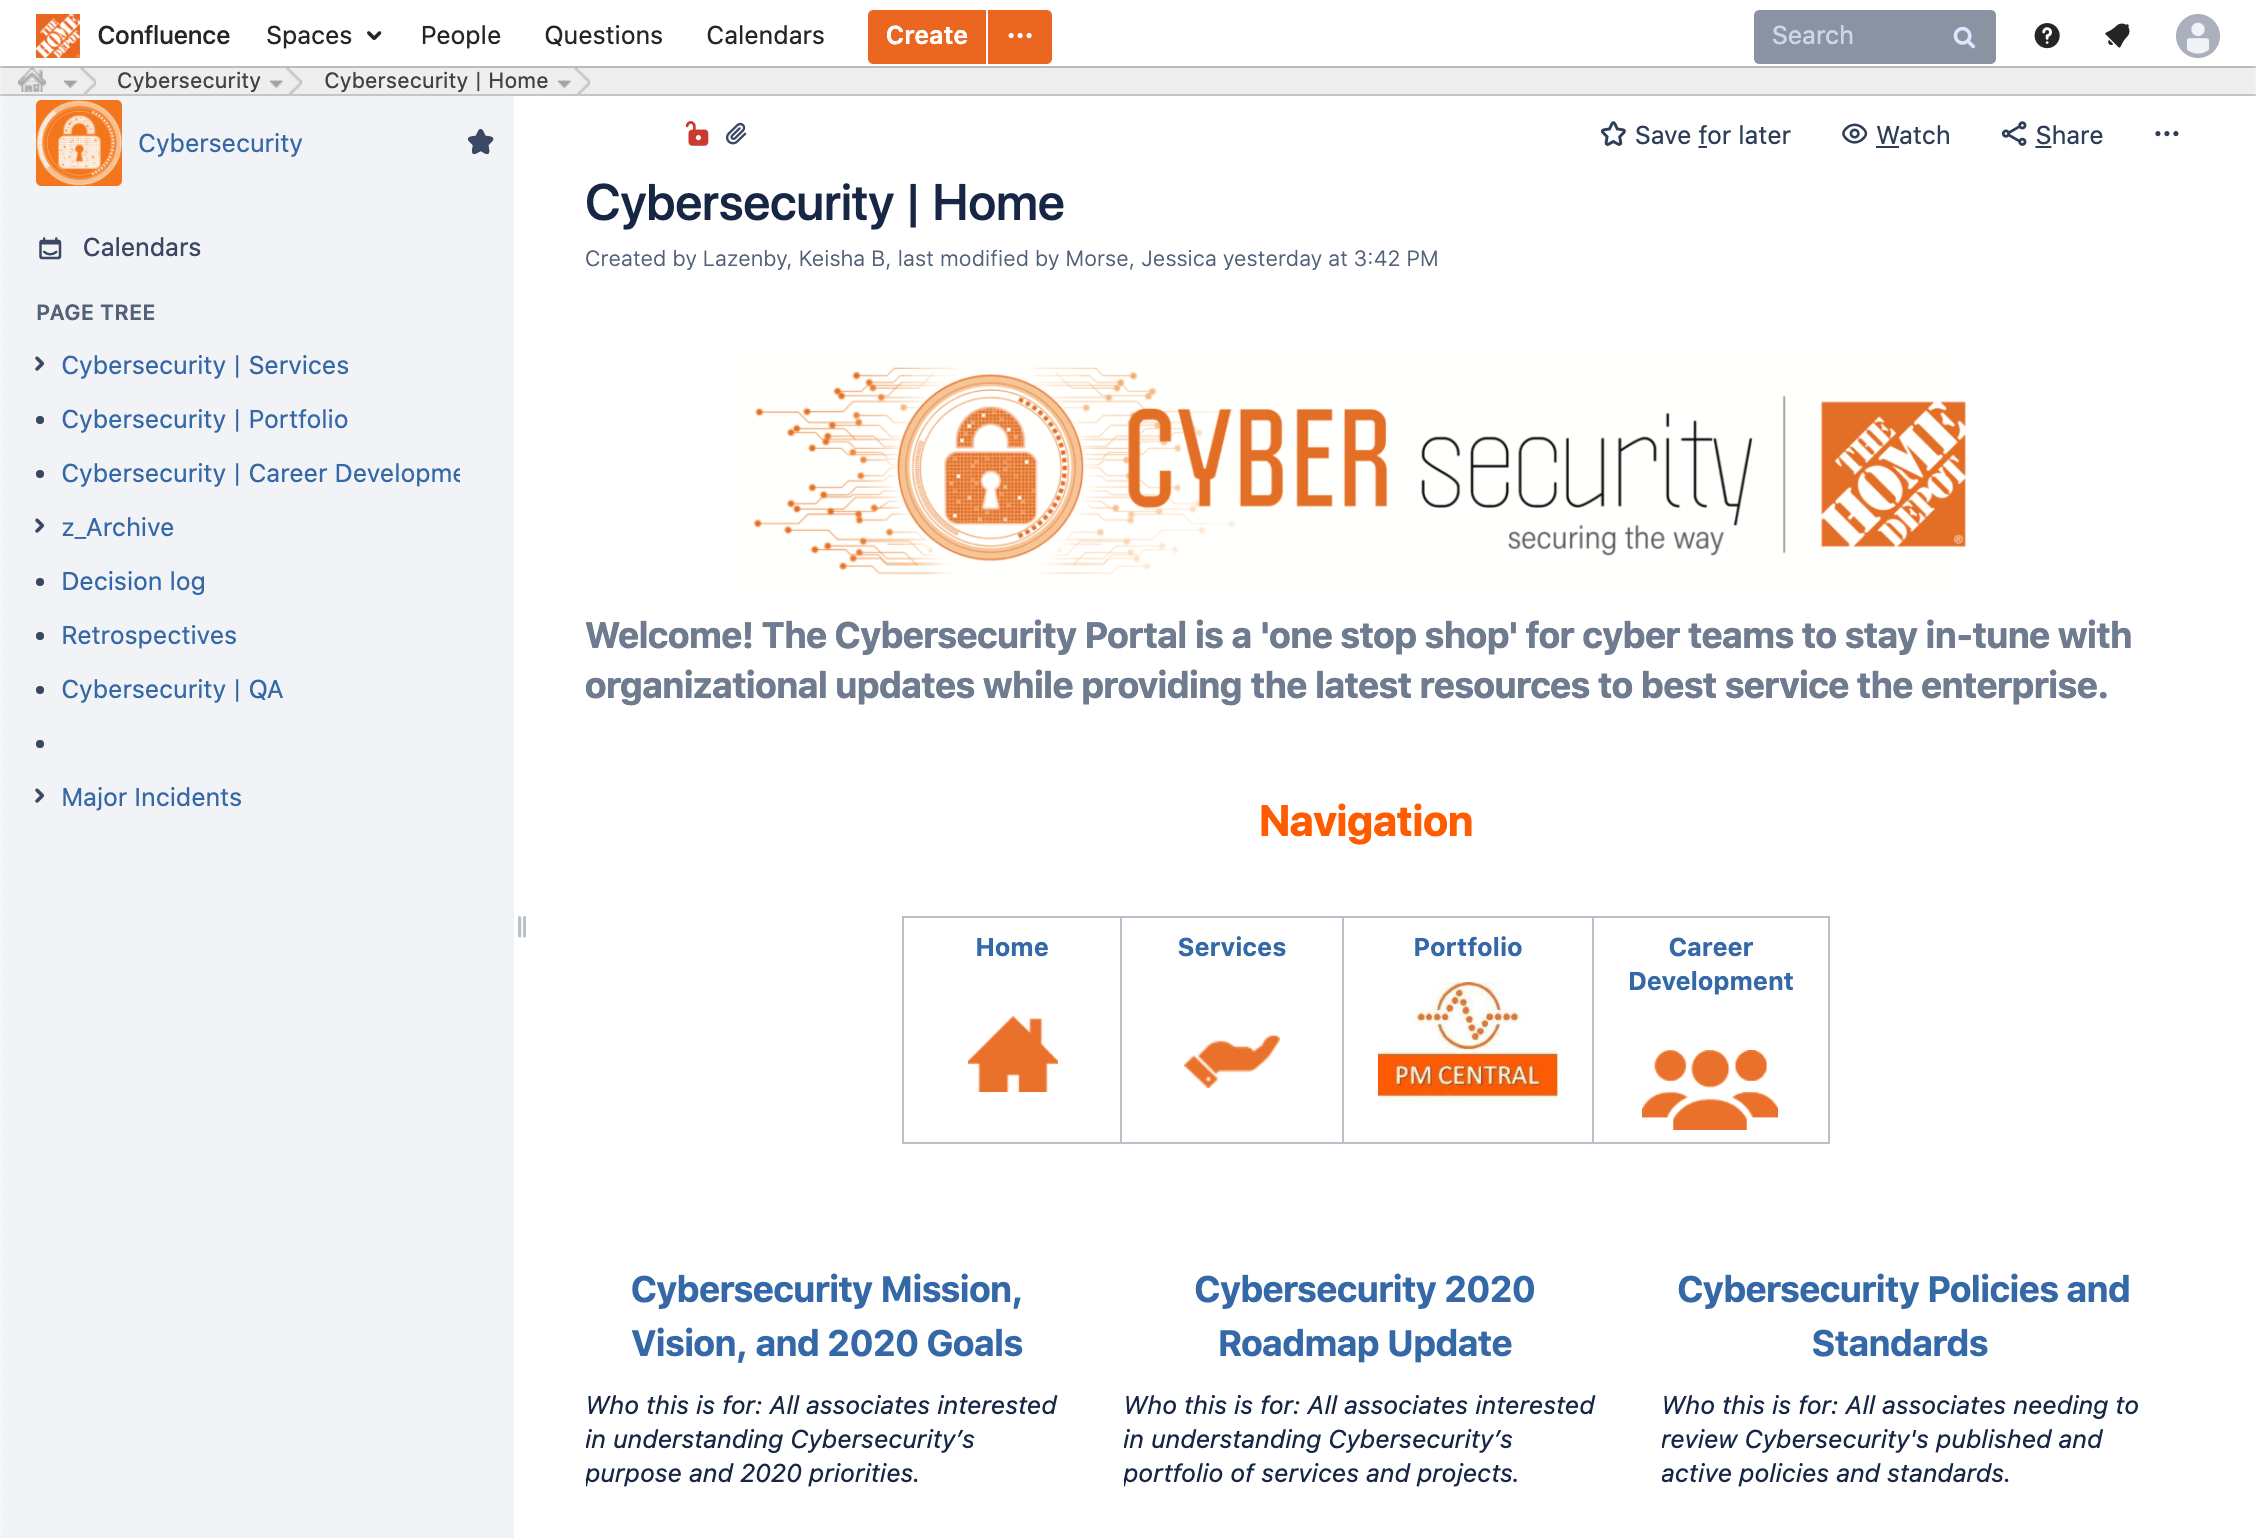 THE HOME DEPOT
Confluence Spaces People Questions Calendars Create ··· Search
Cybersecurity Cybersecurity | Home
Cybersecurity
Calendars
PAGE TREE
Cybersecurity | Services
Cybersecurity | Portfolio
Cybersecurity | Career Developme
z_Archive
Decision log
Retrospectives
Cybersecurity | QA
Major Incidents
Save for later Watch Share ···
Cybersecurity | Home
Created by Lazenby, Keisha B, last modified by Morse, Jessica yesterday at 3:42 PM
CYBER security
securing the way
THE HOME DEPOT
Welcome! The Cybersecurity Portal is a 'one stop shop' for cyber teams to stay in-tune with
organizational updates while providing the latest resources to best service the enterprise.
Navigation
Home
Services
Portfolio
PM CENTRAL
Career
Development
Cybersecurity Mission,
Vision, and 2020 Goals
Who this is for: All associates interested
in understanding Cybersecurity’s
purpose and 2020 priorities.
Cybersecurity 2020
Roadmap Update
Who this is for: All associates interested
in understanding Cybersecurity’s
portfolio of services and projects.
Cybersecurity Policies and
Standards
Who this is for: All associates needing to
review Cybersecurity's published and
active policies and standards.